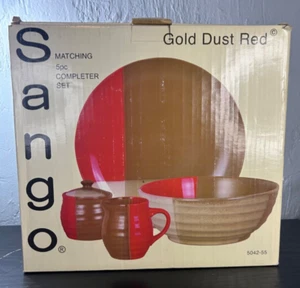 Sango®
MATCHING
5pc
COMPLETER
SET
Gold Dust Red©
5042-55